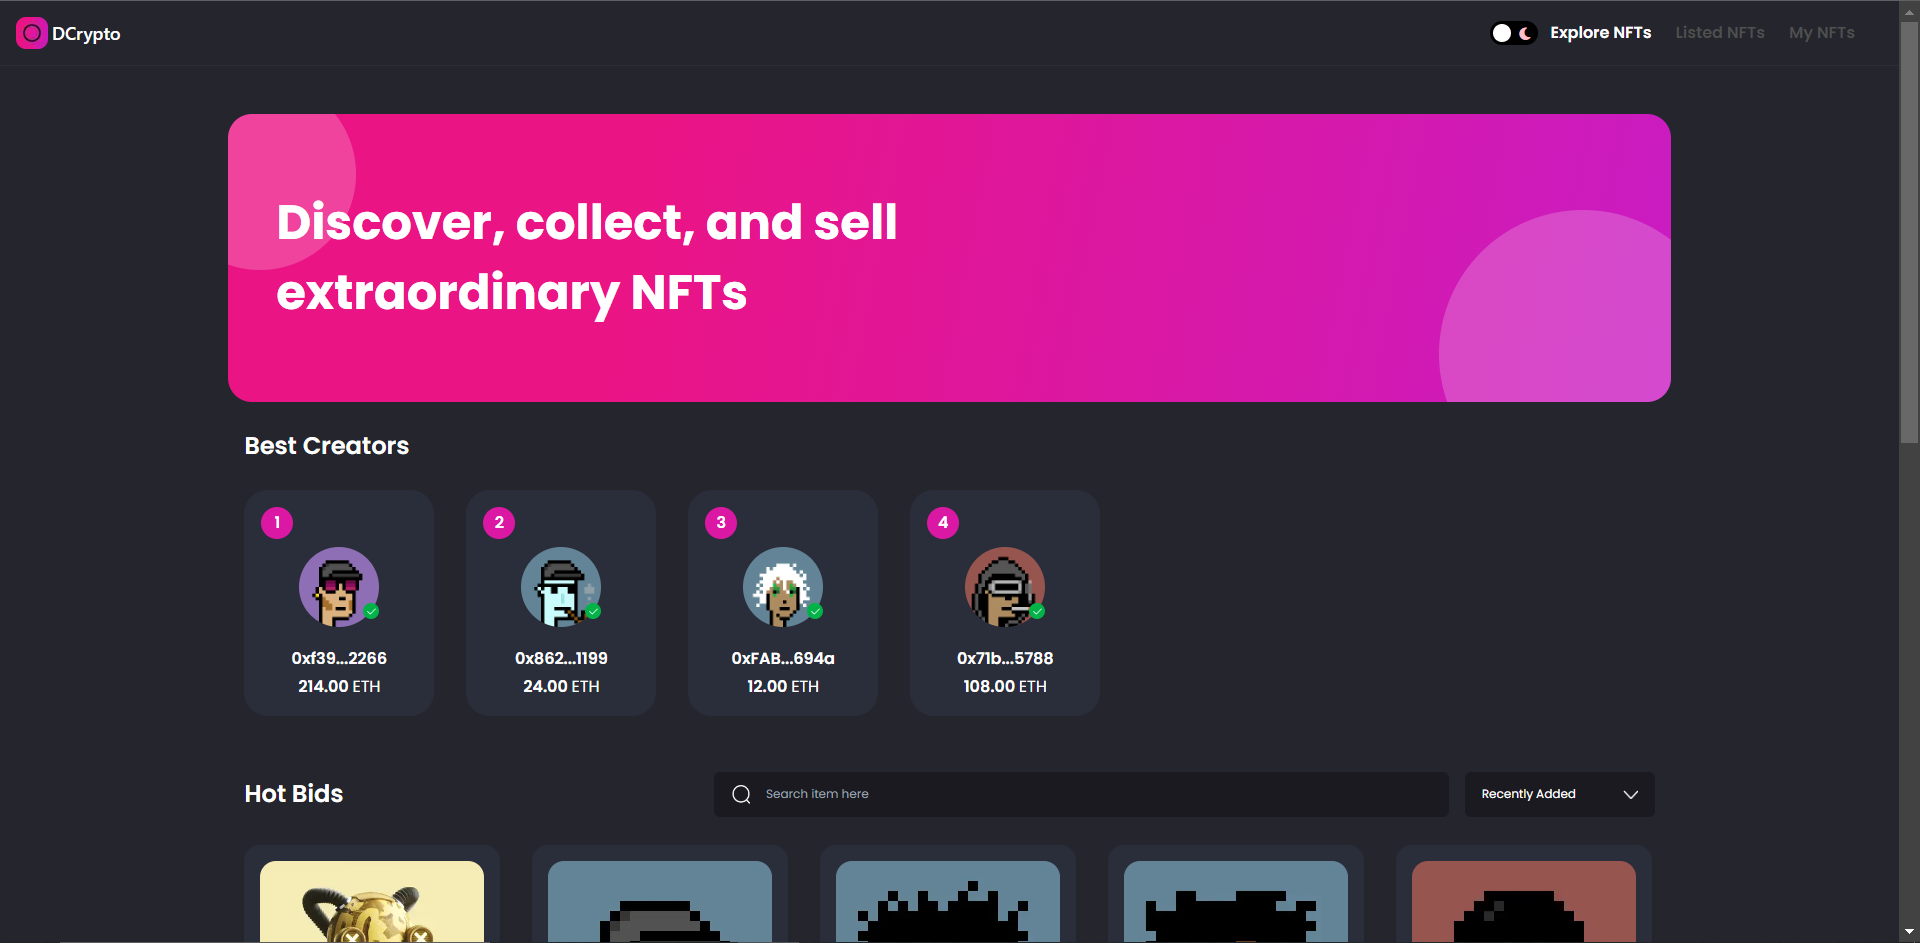 DCrypto
Explore NFTs
Listed NFTs
My NFTs
Discover, collect, and sell
extraordinary NFTs
Best Creators
1
2
3
4
0xf39...2266
214.00 ETH
0x862...1199
24.00 ETH
0xFAB...694a
12.00 ETH
0x71b...5788
108.00 ETH
Hot Bids
Search item here
Recently Added